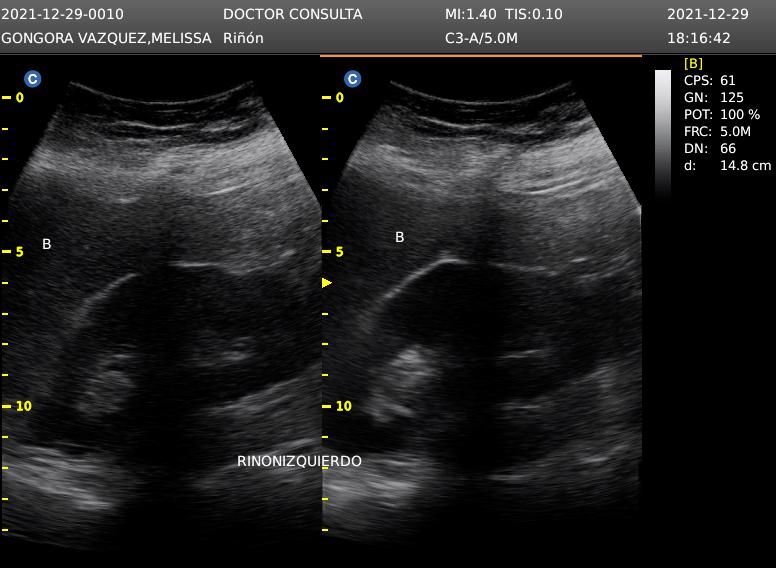 2021-12-29-0010 DOCTOR CONSULTA MI:1.40 TIS:0.10 2021-12-29
GONGORA VAZQUEZ,MELISSA Riñón C3-A/5.0M 18:16:42
[B]
CPS: 61
GN: 125
POT: 100 %
FRC: 5.0M
DN: 66
d: 14.8 cm
C C
0 0
B B
5 5
10 10
RINONIZQUIERDO